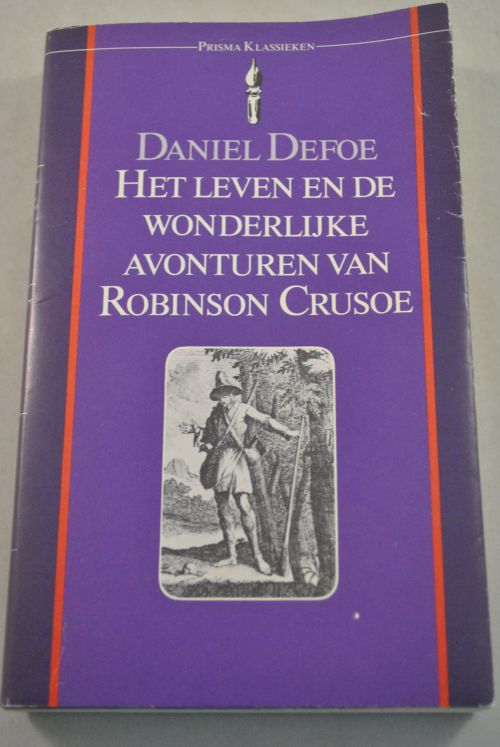 PRISMA KLASSIEKEN
DANIEL DEFOE
HET LEVEN EN DE
WONDERLIJKE
AVONTUREN VAN
ROBINSON CRUSOE